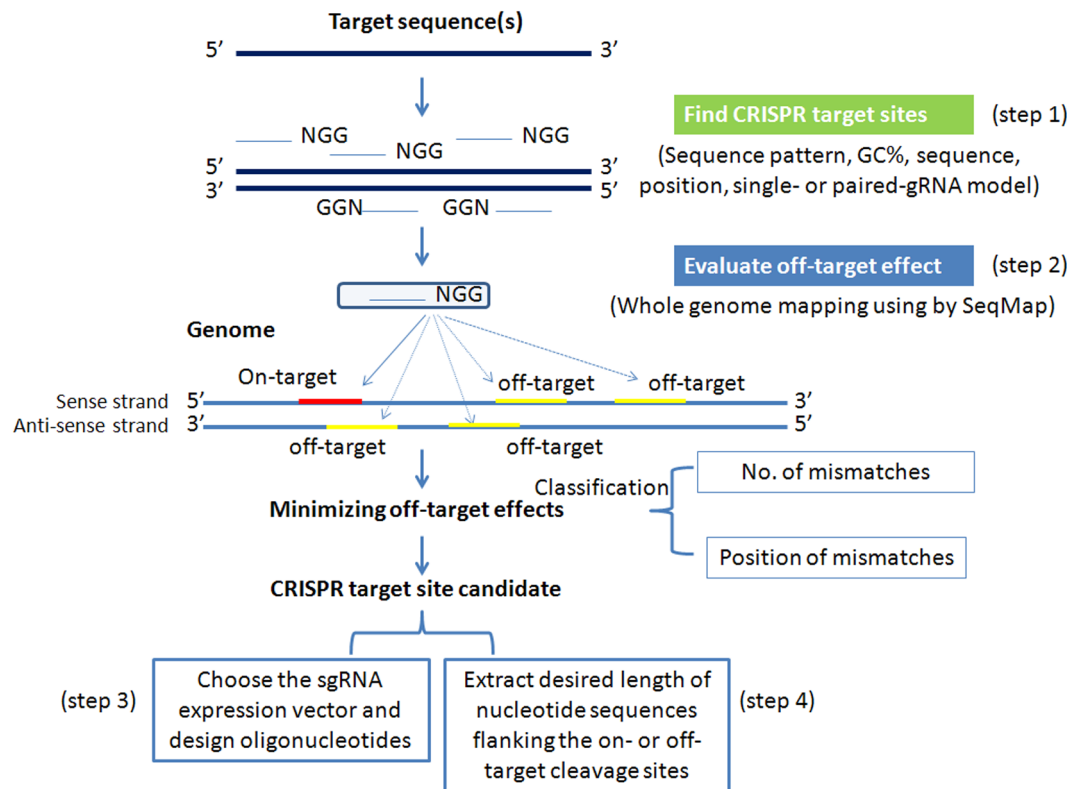 Target sequence(s)
5’ 3’
Find CRISPR target sites (step 1)
NGG NGG
NGG
(Sequence pattern, GC%, sequence,
position, single- or paired-gRNA model)
5’ 3’
3’ 5’
GGN GGN
Evaluate off-target effect (step 2)
NGG
(Whole genome mapping using by SeqMap)
Genome
On-target off-target off-target
Sense strand 5’ 3’
Anti-sense strand 3’ 5’
off-target off-target
Classification
No. of mismatches
Minimizing off-target effects
Position of mismatches
CRISPR target site candidate
(step 3)
Choose the sgRNA
expression vector and
design oligonucleotides
Extract desired length of
nucleotide sequences
flanking the on- or off-
target cleavage sites
(step 4)